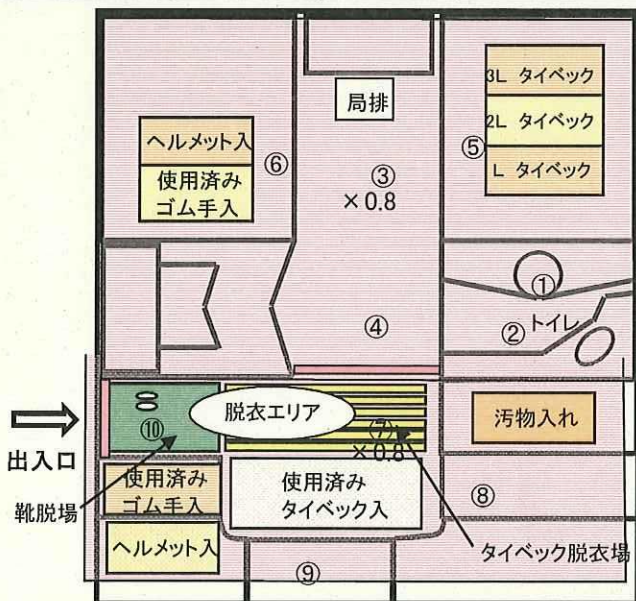 局排
3L タイベック
2L タイベック
L タイベック
⑤
ヘルメット入
使用済み
ゴム手入
⑥
③
×0.8
①
②
トイレ
④
出入口
⑩
脱衣エリア
⑦
×0.8
汚物入れ
靴脱場
使用済み
ゴム手入
使用済み
タイベック入
⑧
ヘルメット入
タイベック脱衣場
⑨